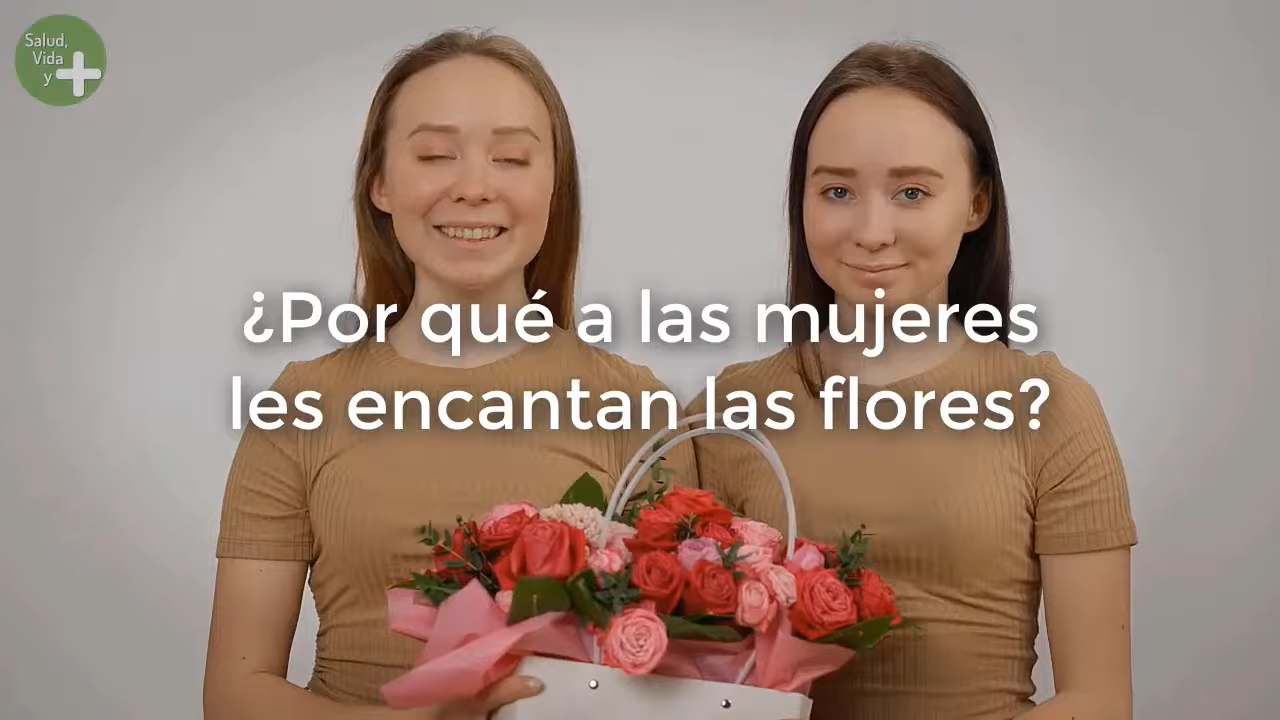 Salud,
Vida
y +
¿Por qué a las mujeres
les encantan las flores?